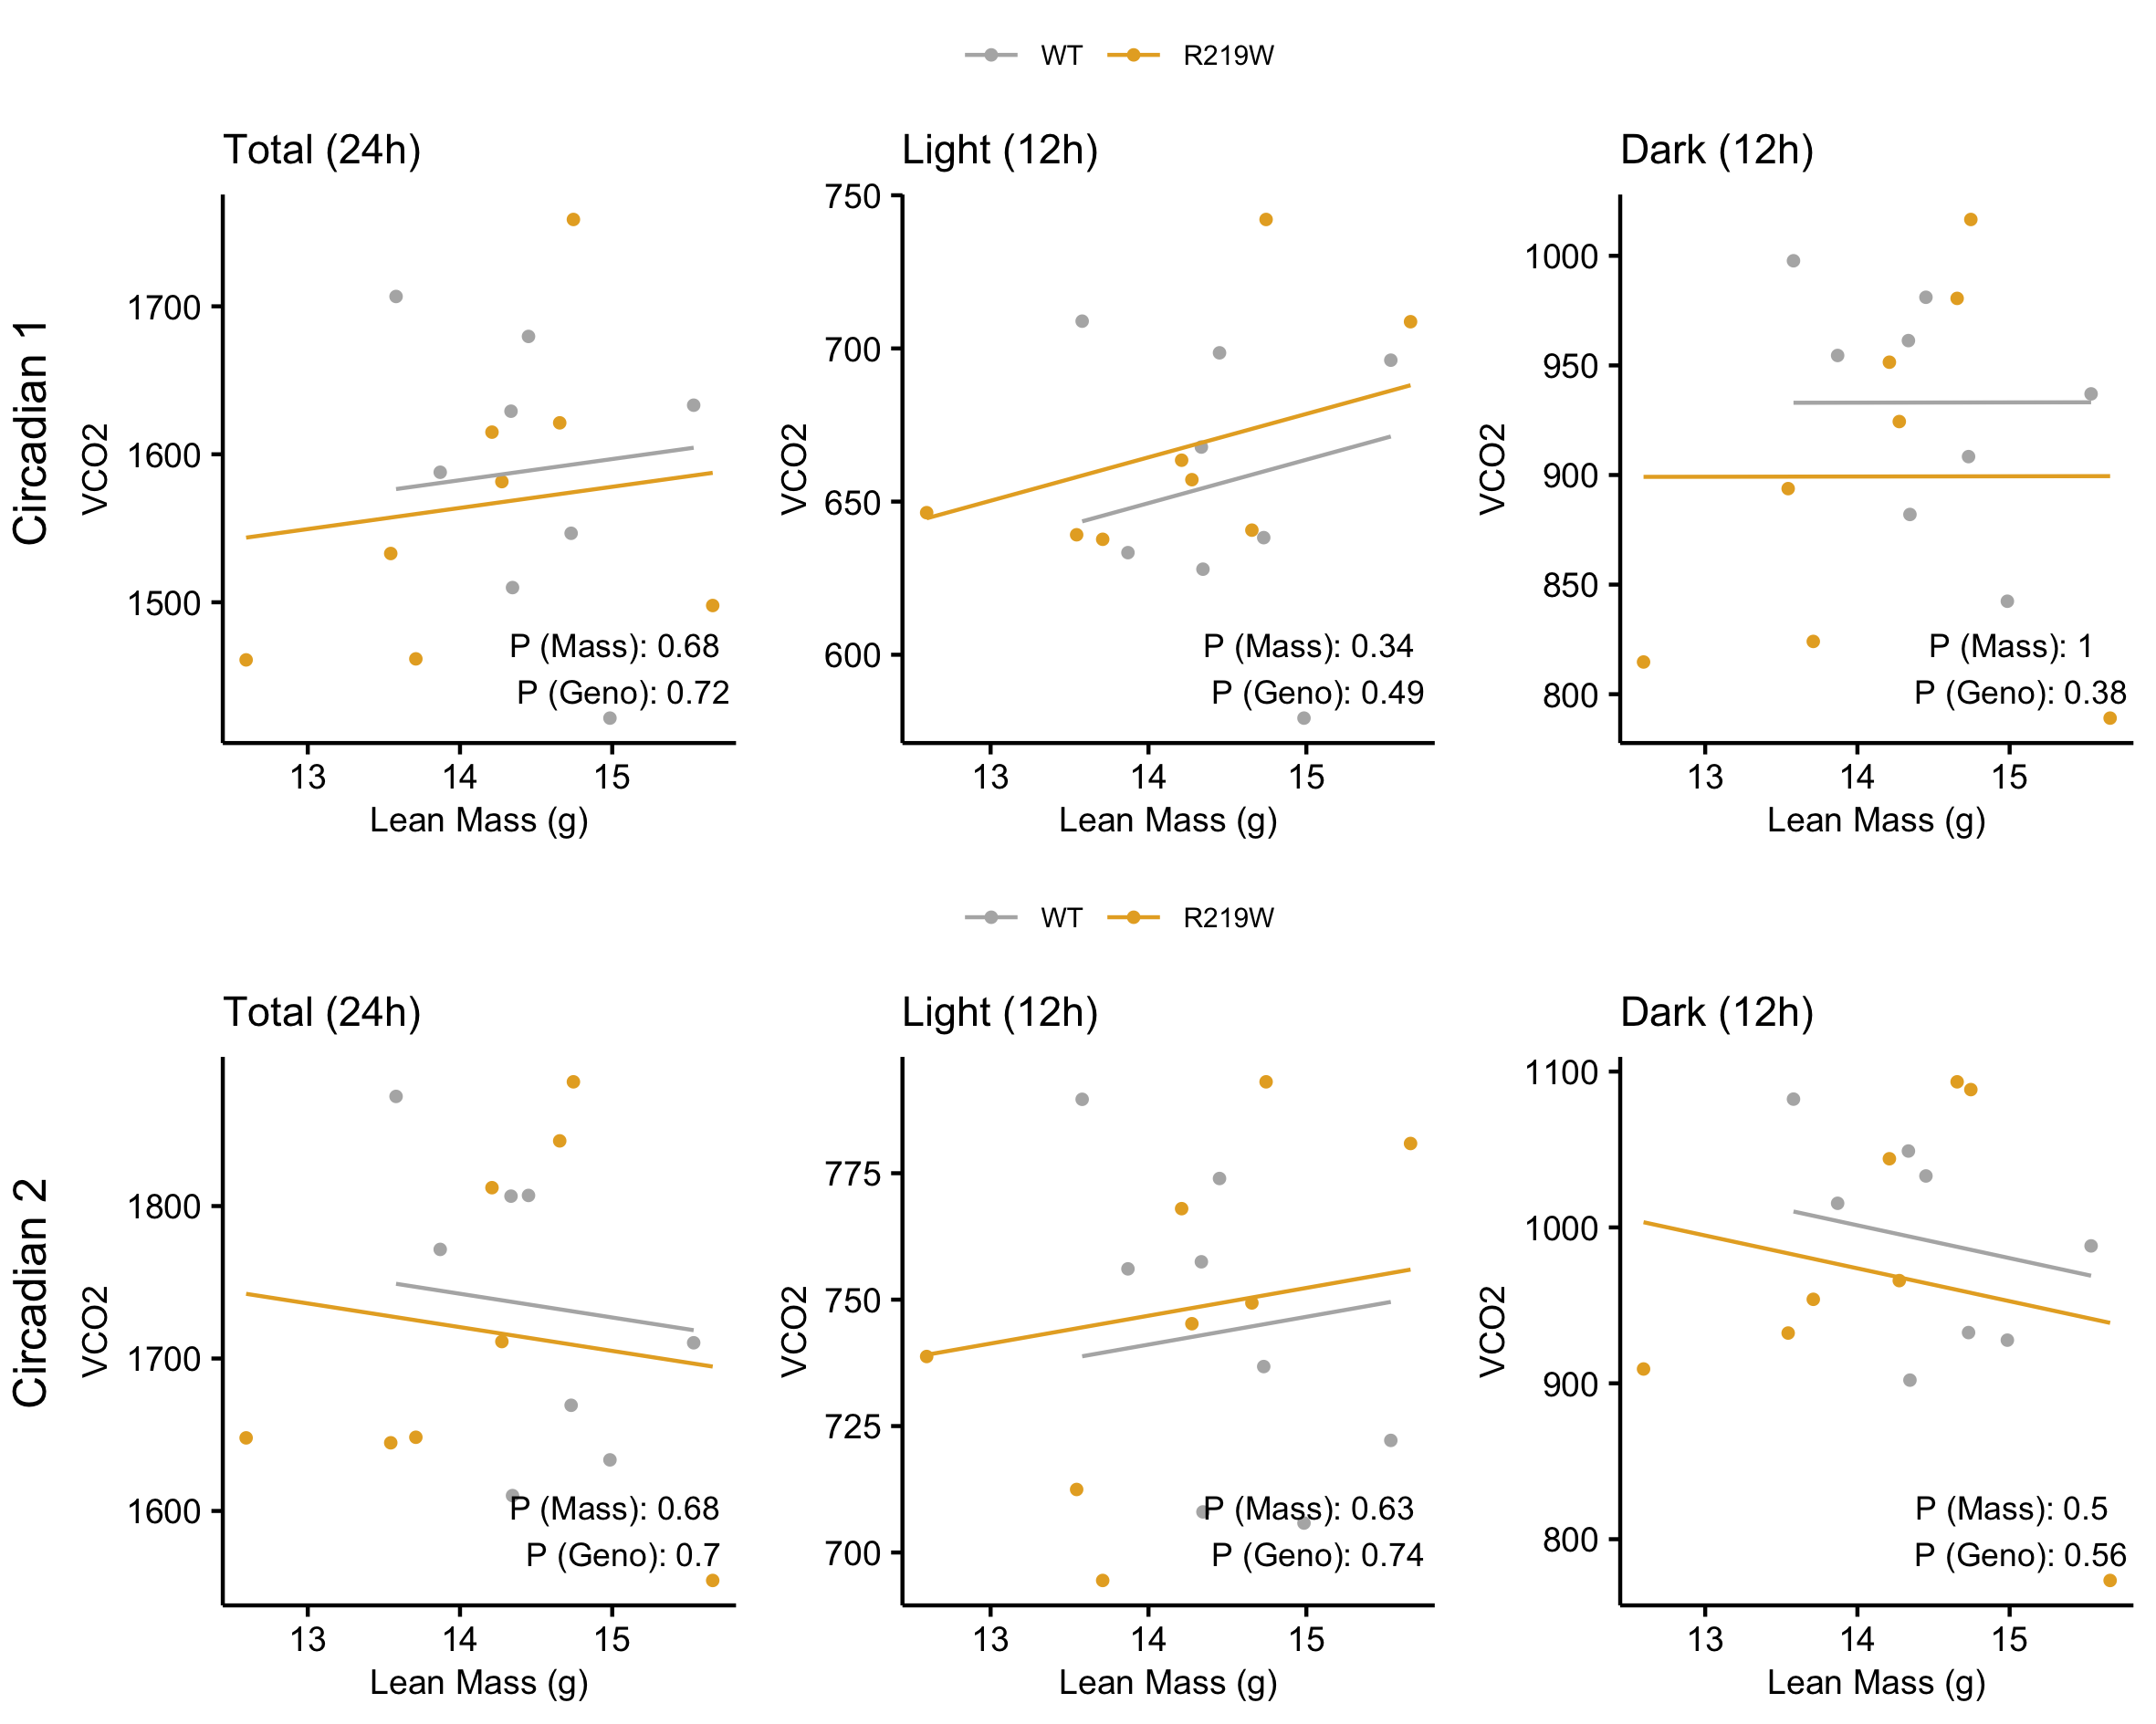 WT R219W
Circadian 1
Total (24h)
VCO2
1700
1600
1500
P (Mass): 0.68
P (Geno): 0.72
13 14 15
Lean Mass (g)
Light (12h)
VCO2
750
700
650
600
P (Mass): 0.34
P (Geno): 0.49
13 14 15
Lean Mass (g)
Dark (12h)
VCO2
1000
950
900
850
800
P (Mass): 1
P (Geno): 0.38
13 14 15
Lean Mass (g)
WT R219W
Circadian 2
Total (24h)
VCO2
1800
1700
1600
P (Mass): 0.68
P (Geno): 0.7
13 14 15
Lean Mass (g)
Light (12h)
VCO2
775
750
725
700
P (Mass): 0.63
P (Geno): 0.74
13 14 15
Lean Mass (g)
Dark (12h)
VCO2
1100
1000
900
800
P (Mass): 0.5
P (Geno): 0.56
13 14 15
Lean Mass (g)